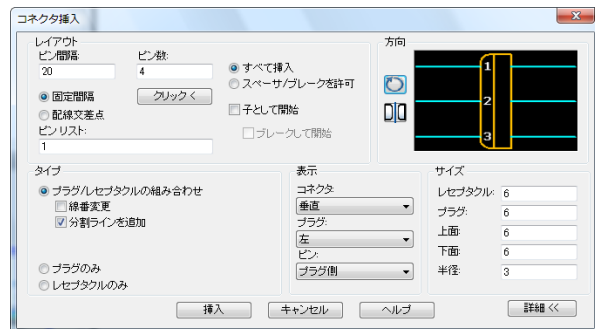 コネクタ挿入
レイアウト
ピン間隔: ピン数:
20 4
固定間隔 クリック <
配線交差点
ピン リスト:
1
すべて挿入
スペーサ/ブレークを許可
子として開始
ブレークして開始
方向
1
2
3
タイプ
プラグ/レセプタクルの組み合わせ
線番変更
分割ラインを追加
プラグのみ
レセプタクルのみ
表示
コネクタ:
垂直
プラグ:
左
ピン:
プラグ側
サイズ
レセプタクル: 6
プラグ: 6
上面: 6
下面: 6
半径: 3
挿入 キャンセル ヘルプ 詳細 <<